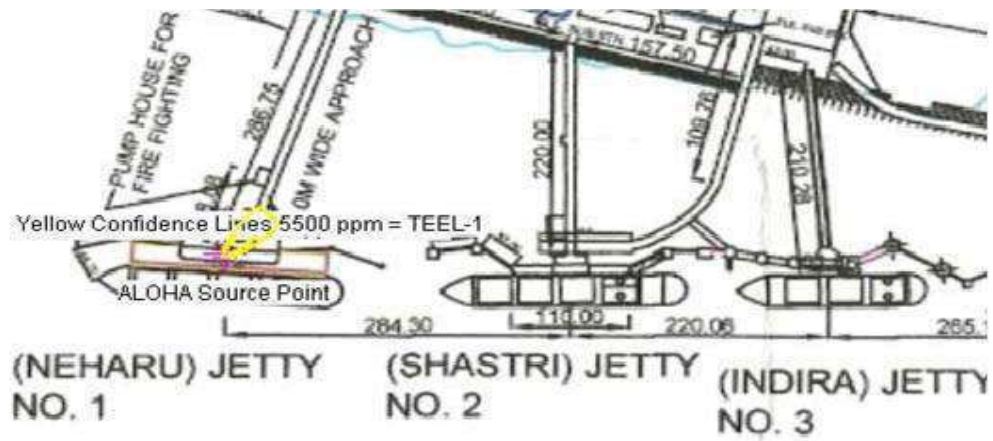 PUMP HOUSE FOR
FIRE FIGHTING
286.75
0M WIDE APPROACH
157.50
220.00
109.76
210.28
Yellow Confidence Lines 5500 ppm = TEEL-1
ALOHA Source Point
284.30
110.00
220.06
265.1
(NEHARU) JETTY
NO. 1
(SHASTRI) JETTY
NO. 2
(INDIRA) JETTY
NO. 3